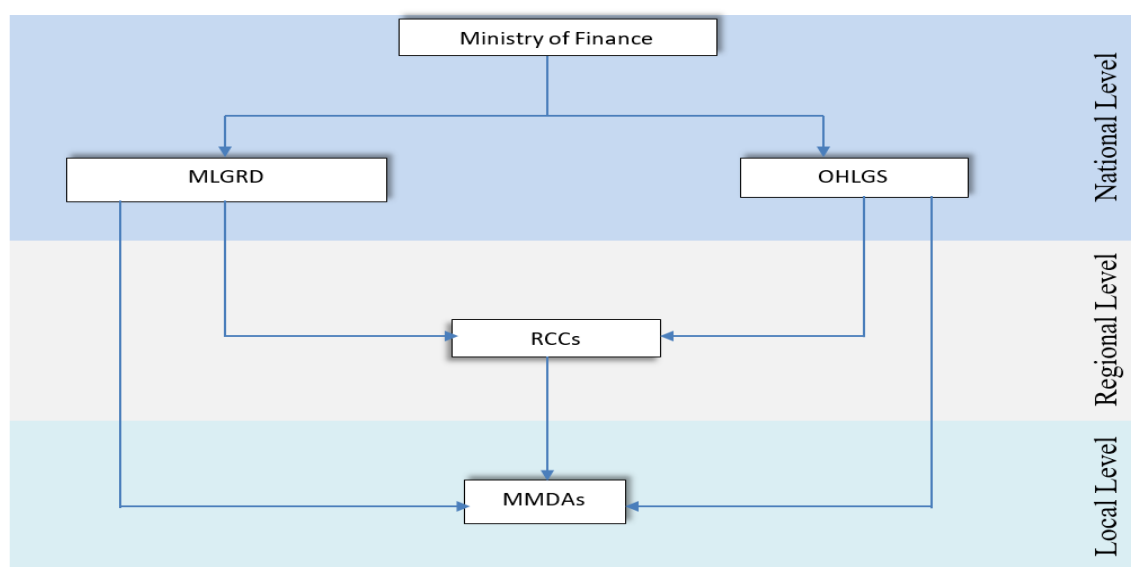 Ministry of Finance
National Level
MLGRD
OHLGS
Regional Level
RCCs
Local Level
MMDAs